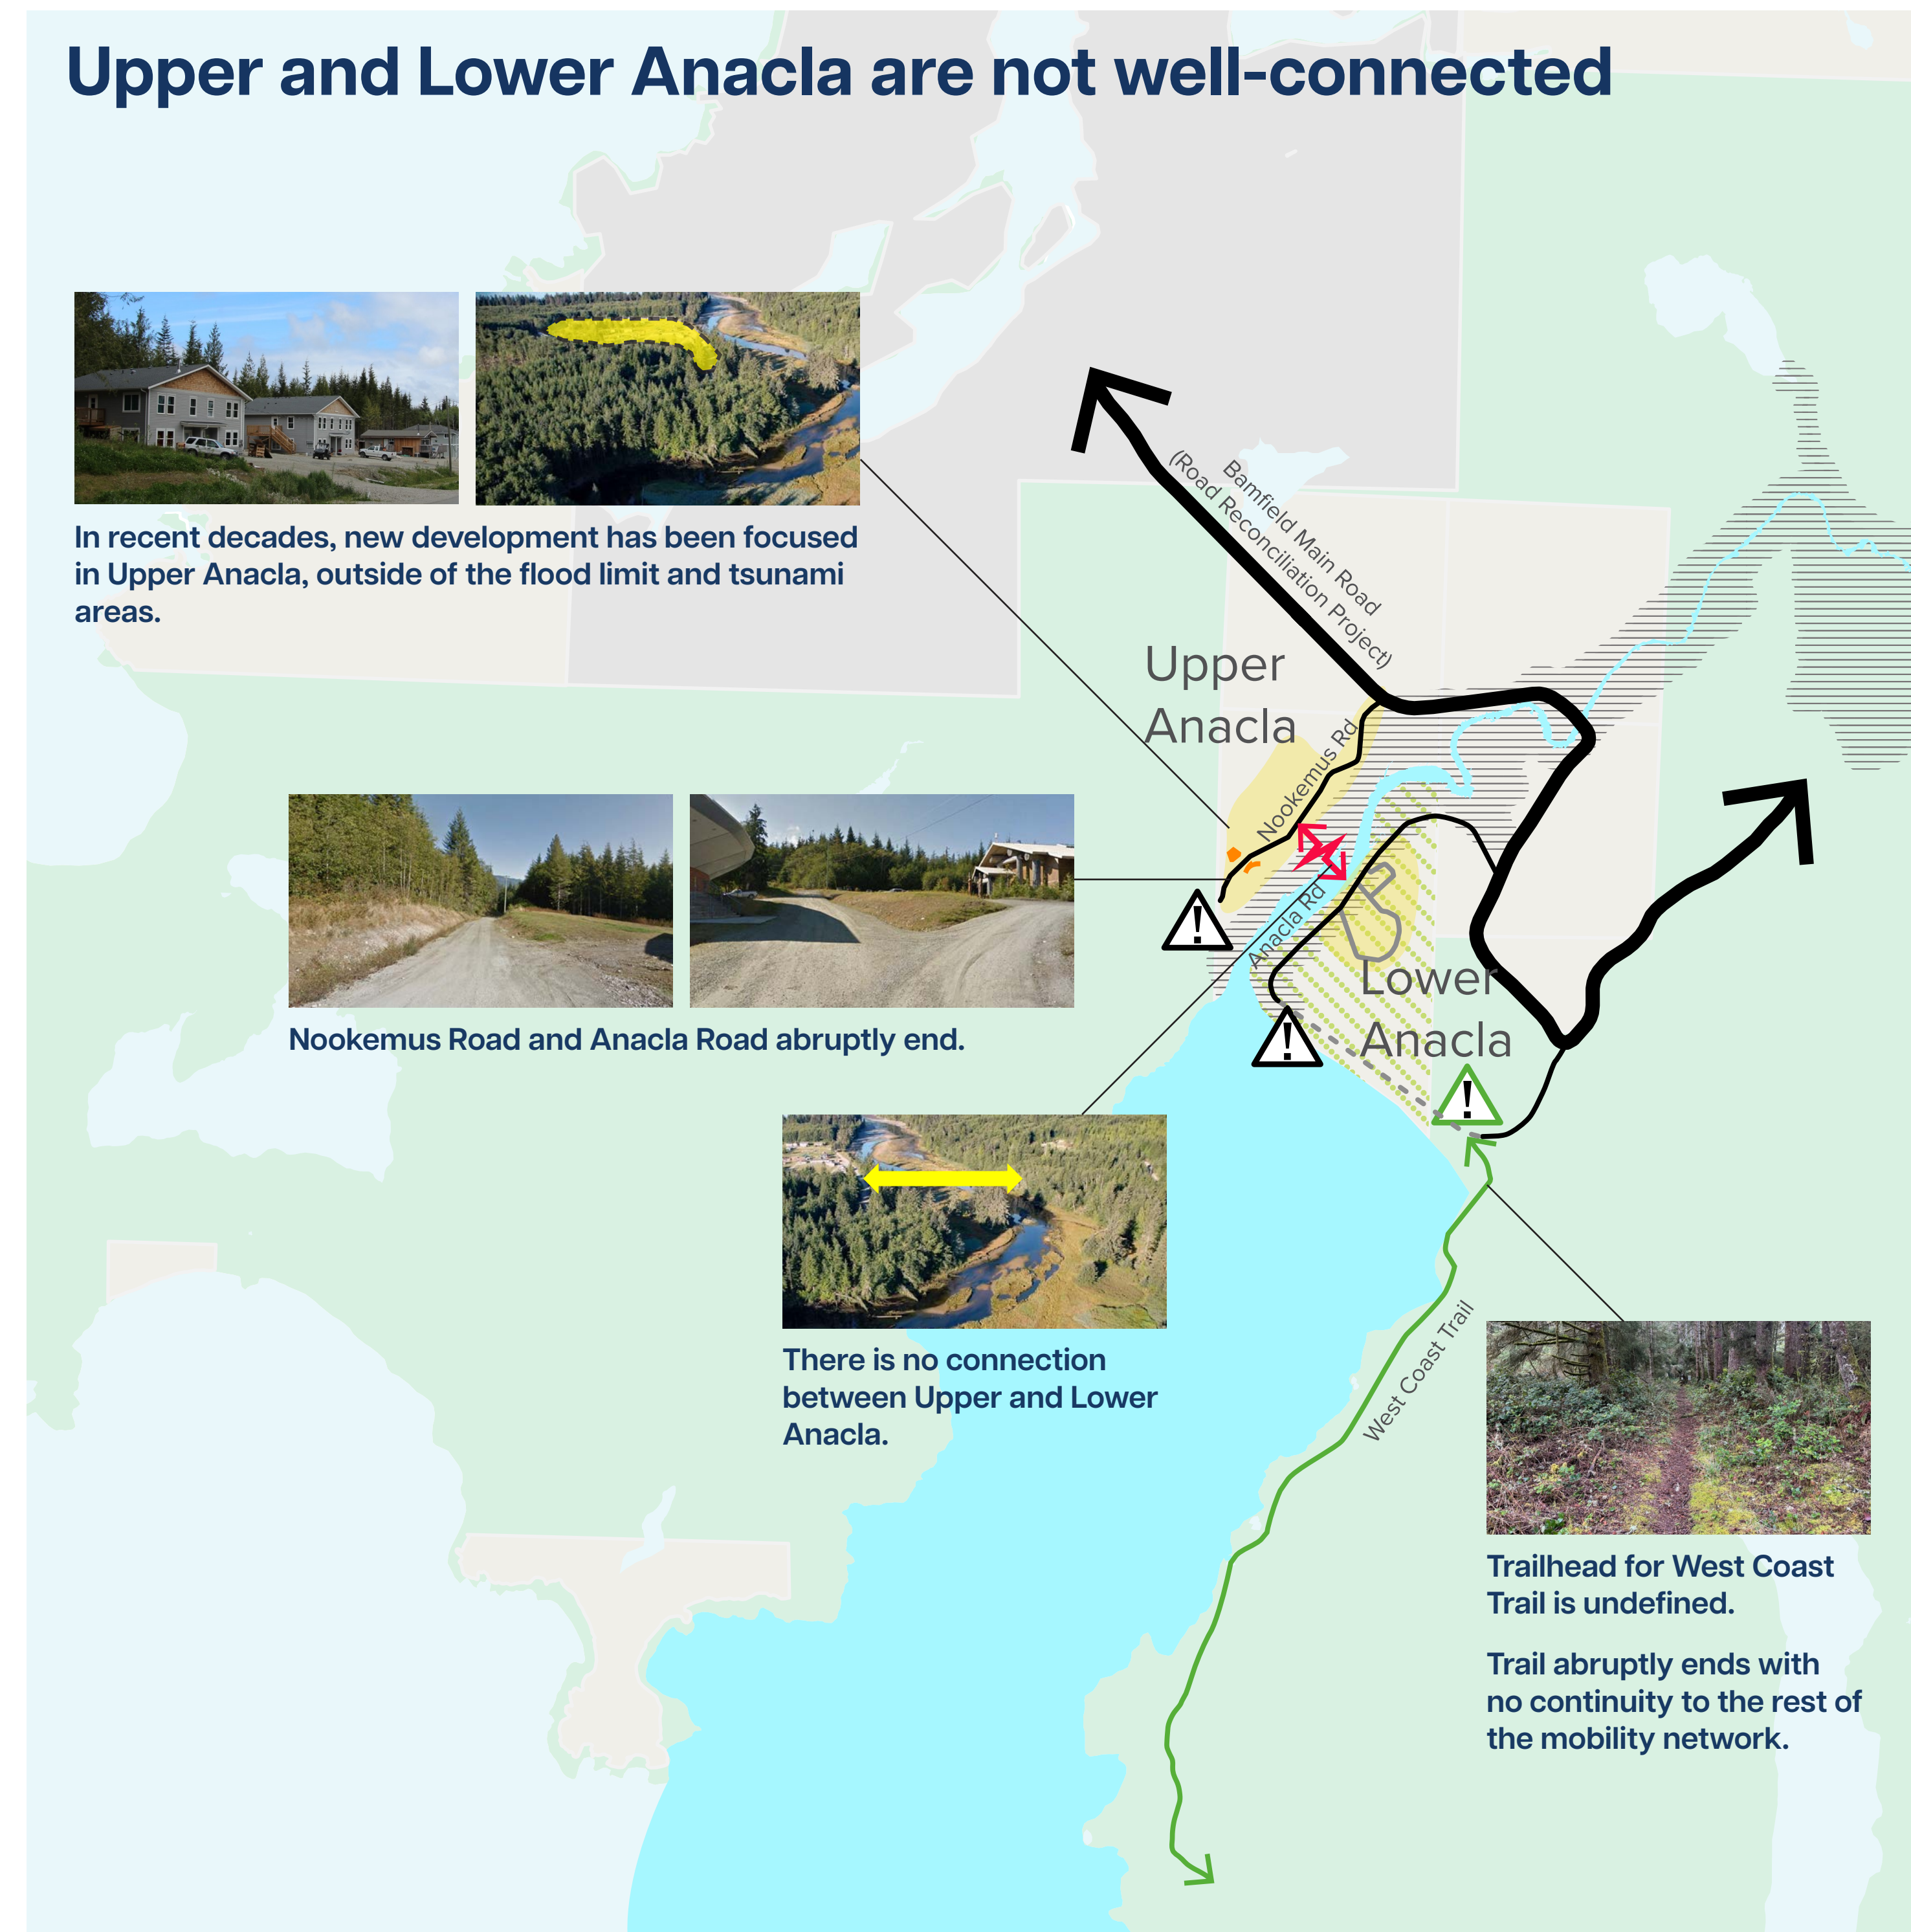 Upper and Lower Anacla are not well-connected
In recent decades, new development has been focused
in Upper Anacla, outside of the flood limit and tsunami
areas.
Bamfield Main Road
(Road Reconciliation Project)
Upper
Anacla
Nookemus Rd
Anacla Rd
!
Lower
Anacla
!
!
Nookemus Road and Anacla Road abruptly end.
There is no connection
between Upper and Lower
Anacla.
West Coast Trail
Trailhead for West Coast
Trail is undefined.
Trail abruptly ends with
no continuity to the rest of
the mobility network.